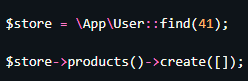 $store = \App\User::find(41);
$store->products()->create([]);